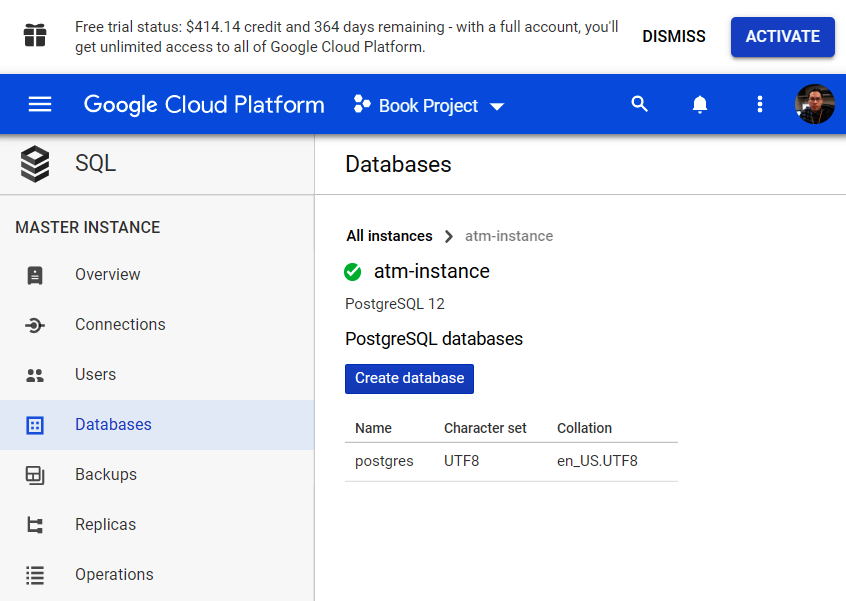 Free trial status: $414.14 credit and 364 days remaining - with a full account, you'll
get unlimited access to all of Google Cloud Platform.
DISMISS
ACTIVATE
Google Cloud Platform
Book Project
SQL
MASTER INSTANCE
Overview
Connections
Users
Databases
Backups
Replicas
Operations
Databases
All instances
atm-instance
atm-instance
PostgreSQL 12
PostgreSQL databases
Create database
Name Character set Collation
postgres UTF8 en_US.UTF8